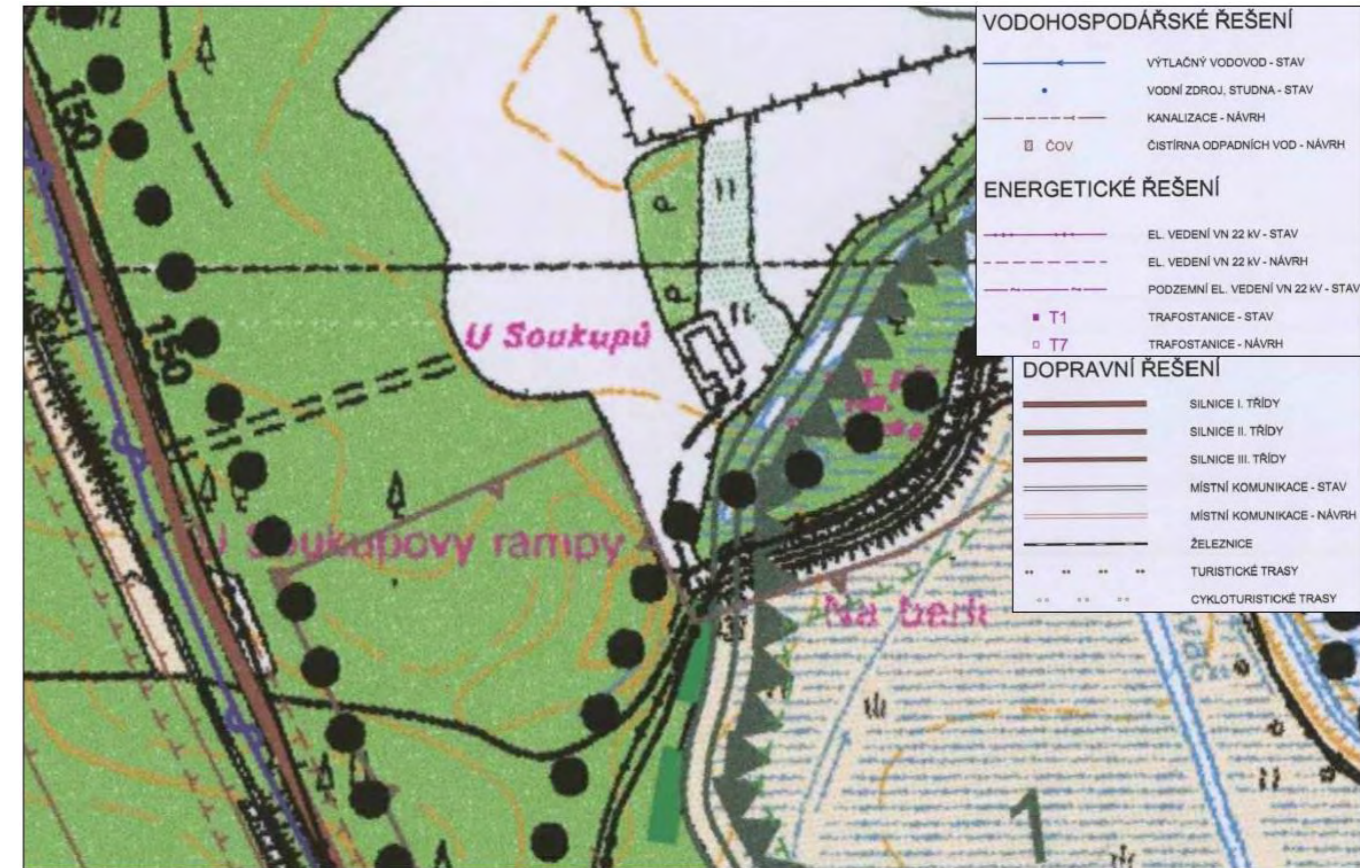 150
150
U Soukupů
U Soukupovy rampy
Na
1
VODOHOSPODÁŘSKÉ ŘEŠENÍ
VÝTLAČNÝ VODOVOD - STAV
VODNÍ ZDROJ, STUDNA - STAV
KANALIZACE - NÁVRH
ČOV ČISTÍRNA ODPADNÍCH VOD - NÁVRH
ENERGETICKÉ ŘEŠENÍ
EL. VEDENÍ VN 22 kV - STAV
EL. VEDENÍ VN 22 kV - NÁVRH
PODZEMNÍ EL. VEDENÍ VN 22 kV - STAV
T1 TRAFOSTANICE - STAV
T7 TRAFOSTANICE - NÁVRH
DOPRAVNÍ ŘEŠENÍ
SILNICE I. TŘÍDY
SILNICE II. TŘÍDY
SILNICE III. TŘÍDY
MÍSTNÍ KOMUNIKACE - STAV
MÍSTNÍ KOMUNIKACE - NÁVRH
ŽELEZNICE
TURISTICKÉ TRASY
CYKLOTURISTICKÉ TRASY